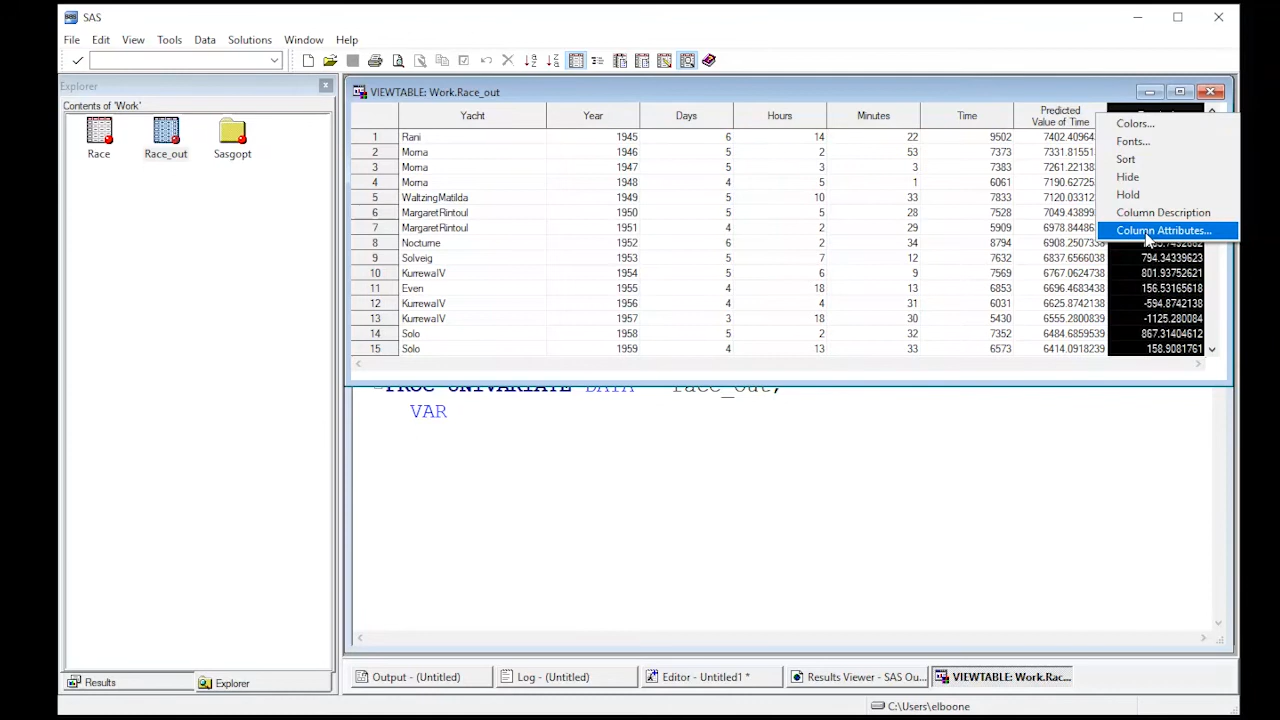 SAS
File Edit View Tools Data Solutions Window Help
Explorer
Contents of 'Work'
Race Race_out Sasgopt
VIEWTABLE: Work.Race_out
Yacht Year Days Hours Minutes Time Predicted Value of Time
1 Rani 1945 6 14 22 9502 7402.40964
2 Morna 1946 5 2 53 7373 7331.81551
3 Morna 1947 5 3 3 7383 7261.22138
4 Morna 1948 4 5 1 6061 7190.62725
5 WaltzingMatilda 1949 5 10 33 7833 7120.03312
6 MargaretRintoul 1950 5 5 28 7528 7049.43899
7 MargaretRintoul 1951 4 2 29 5909 6978.84486
8 Nocturne 1952 6 2 34 8794 6908.2507338
9 Solveig 1953 5 7 12 7632 6837.6566038 794.34339623
10 KurrewaIV 1954 5 6 9 7569 6767.0624738 801.93752621
11 Even 1955 4 18 13 6853 6696.4683438 156.53165618
12 KurrewaIV 1956 4 4 31 6031 6625.8742138 -594.8742138
13 KurrewaIV 1957 3 18 30 5430 6555.2800839 -1125.280084
14 Solo 1958 5 2 32 7352 6484.6859539 867.31404612
15 Solo 1959 4 13 33 6573 6414.0918239 158.9081761
Colors...
Fonts...
Sort
Hide
Hold
Column Description
Column Attributes...
PROC UNIVARIATE DATA = race_out;
VAR
Results Explorer
Output - (Untitled) Log - (Untitled) Editor - Untitled1 * Results Viewer - SAS Ou... VIEWTABLE: Work.Rac...
C:\Users\elboone